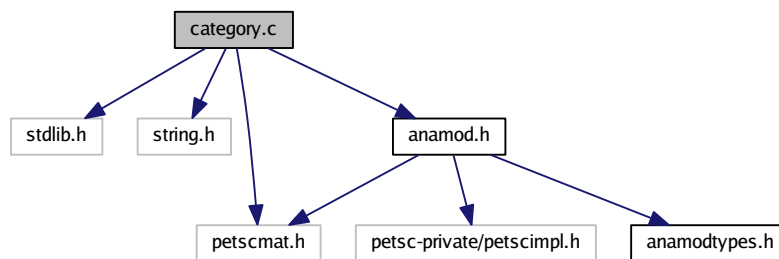 category.c
stdlib.h
string.h
anamod.h
petscmat.h
petsc-private/petscimpl.h
anamodtypes.h